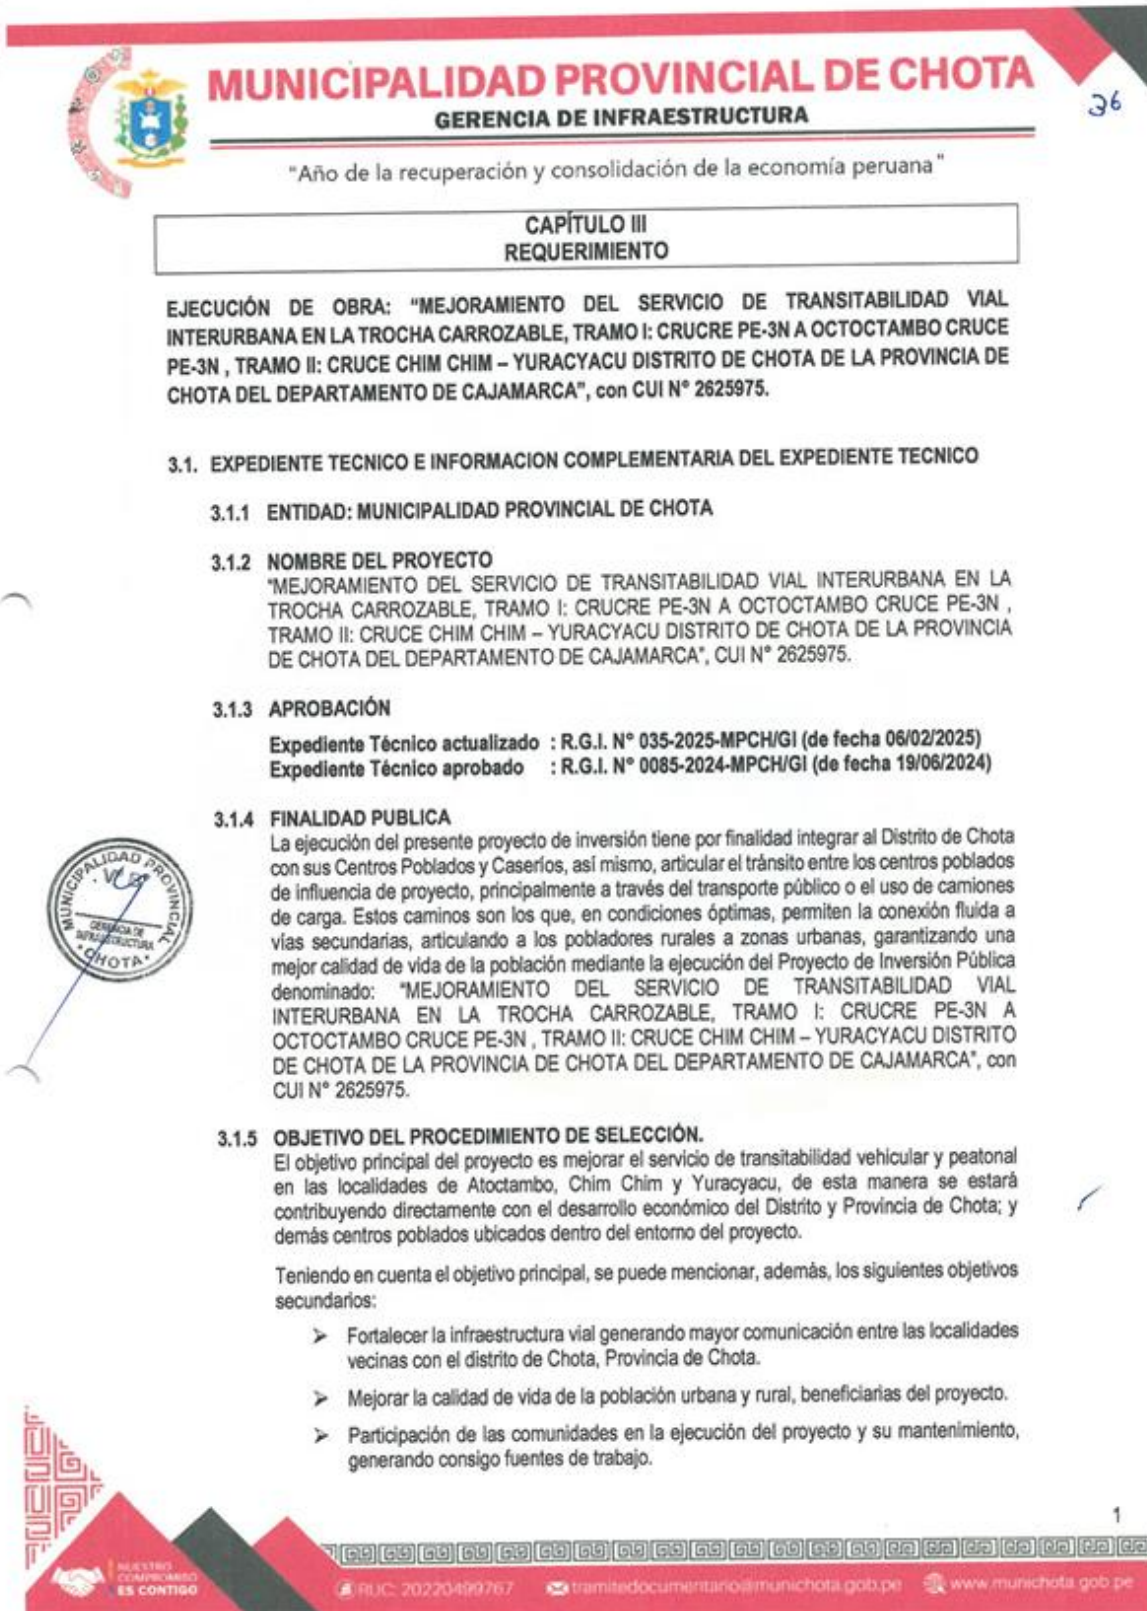 MUNICIPALIDAD PROVINCIAL DE CHOTA
GERENCIA DE INFRAESTRUCTURA
36
"Año de la recuperación y consolidación de la economía peruana"
CAPÍTULO III
REQUERIMIENTO
EJECUCIÓN DE OBRA: “MEJORAMIENTO DEL SERVICIO DE TRANSITABILIDAD VIAL
INTERURBANA EN LA TROCHA CARROZABLE, TRAMO I: CRUCRE PE-3N A OCTOCTAMBO CRUCE
PE-3N , TRAMO II: CRUCE CHIM CHIM – YURACYACU DISTRITO DE CHOTA DE LA PROVINCIA DE
CHOTA DEL DEPARTAMENTO DE CAJAMARCA”, con CUI N° 2625975.
3.1. EXPEDIENTE TECNICO E INFORMACION COMPLEMENTARIA DEL EXPEDIENTE TECNICO
3.1.1 ENTIDAD: MUNICIPALIDAD PROVINCIAL DE CHOTA
3.1.2 NOMBRE DEL PROYECTO
“MEJORAMIENTO DEL SERVICIO DE TRANSITABILIDAD VIAL INTERURBANA EN LA
TROCHA CARROZABLE, TRAMO I: CRUCRE PE-3N A OCTOCTAMBO CRUCE PE-3N ,
TRAMO II: CRUCE CHIM CHIM – YURACYACU DISTRITO DE CHOTA DE LA PROVINCIA
DE CHOTA DEL DEPARTAMENTO DE CAJAMARCA”, CUI N° 2625975.
3.1.3 APROBACIÓN
Expediente Técnico actualizado : R.G.I. N° 035-2025-MPCH/GI (de fecha 06/02/2025)
Expediente Técnico aprobado : R.G.I. N° 0085-2024-MPCH/GI (de fecha 19/06/2024)
3.1.4 FINALIDAD PUBLICA
La ejecución del presente proyecto de inversión tiene por finalidad integrar al Distrito de Chota
con sus Centros Poblados y Caseríos, así mismo, articular el tránsito entre los centros poblados
de influencia de proyecto, principalmente a través del transporte público o el uso de camiones
de carga. Estos caminos son los que, en condiciones óptimas, permiten la conexión fluida a
vías secundarias, articulando a los pobladores rurales a zonas urbanas, garantizando una
mejor calidad de vida de la población mediante la ejecución del Proyecto de Inversión Pública
denominado: “MEJORAMIENTO DEL SERVICIO DE TRANSITABILIDAD VIAL
INTERURBANA EN LA TROCHA CARROZABLE, TRAMO I: CRUCRE PE-3N A
OCTOCTAMBO CRUCE PE-3N , TRAMO II: CRUCE CHIM CHIM – YURACYACU DISTRITO
DE CHOTA DE LA PROVINCIA DE CHOTA DEL DEPARTAMENTO DE CAJAMARCA”, con
CUI N° 2625975.
MUNICIPALIDAD PROVINCIAL
GERENCIA DE
INFRAESTRUCTURA
CHOTA
3.1.5 OBJETIVO DEL PROCEDIMIENTO DE SELECCIÓN.
El objetivo principal del proyecto es mejorar el servicio de transitabilidad vehicular y peatonal
en las localidades de Atoctambo, Chim Chim y Yuracyacu, de esta manera se estará
contribuyendo directamente con el desarrollo económico del Distrito y Provincia de Chota; y
demás centros poblados ubicados dentro del entorno del proyecto.
Teniendo en cuenta el objetivo principal, se puede mencionar, además, los siguientes objetivos
secundarios:
➢ Fortalecer la infraestructura vial generando mayor comunicación entre las localidades
vecinas con el distrito de Chota, Provincia de Chota.
➢ Mejorar la calidad de vida de la población urbana y rural, beneficiarias del proyecto.
➢ Participación de las comunidades en la ejecución del proyecto y su mantenimiento,
generando consigo fuentes de trabajo.
1
NUESTRO
COMPROMISO
ES CONTIGO
RUC: 20220499767
tramitedocumentario@munichota.gob.pe
www.munichota.gob.pe